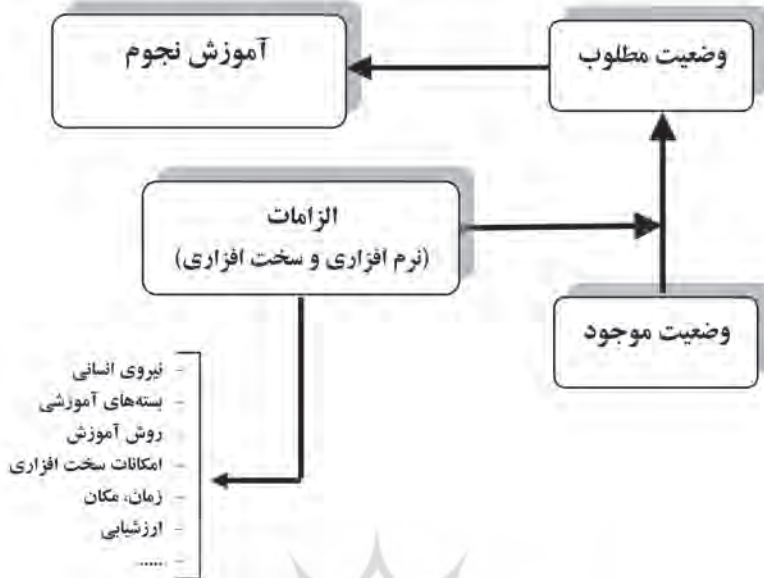 وضعیت مطلوب
آموزش نجوم
الزامات
(نرم افزاری و سخت افزاری)
وضعیت موجود
- نیروی انسانی
- بسته‌های آموزشی
- روش آموزش
- امکانات سخت افزاری
- زمان، مکان
- ارزشیابی
- .....